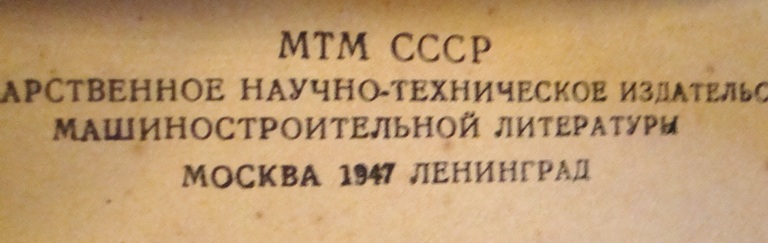 МТМ СССР
АРСТВЕННОЕ НАУЧНО-ТЕХНИЧЕСКОЕ ИЗДАТЕЛЬС
МАШИНОСТРОИТЕЛЬНОЙ ЛИТЕРАТУРЫ
МОСКВА 1947 ЛЕНИНГРАД